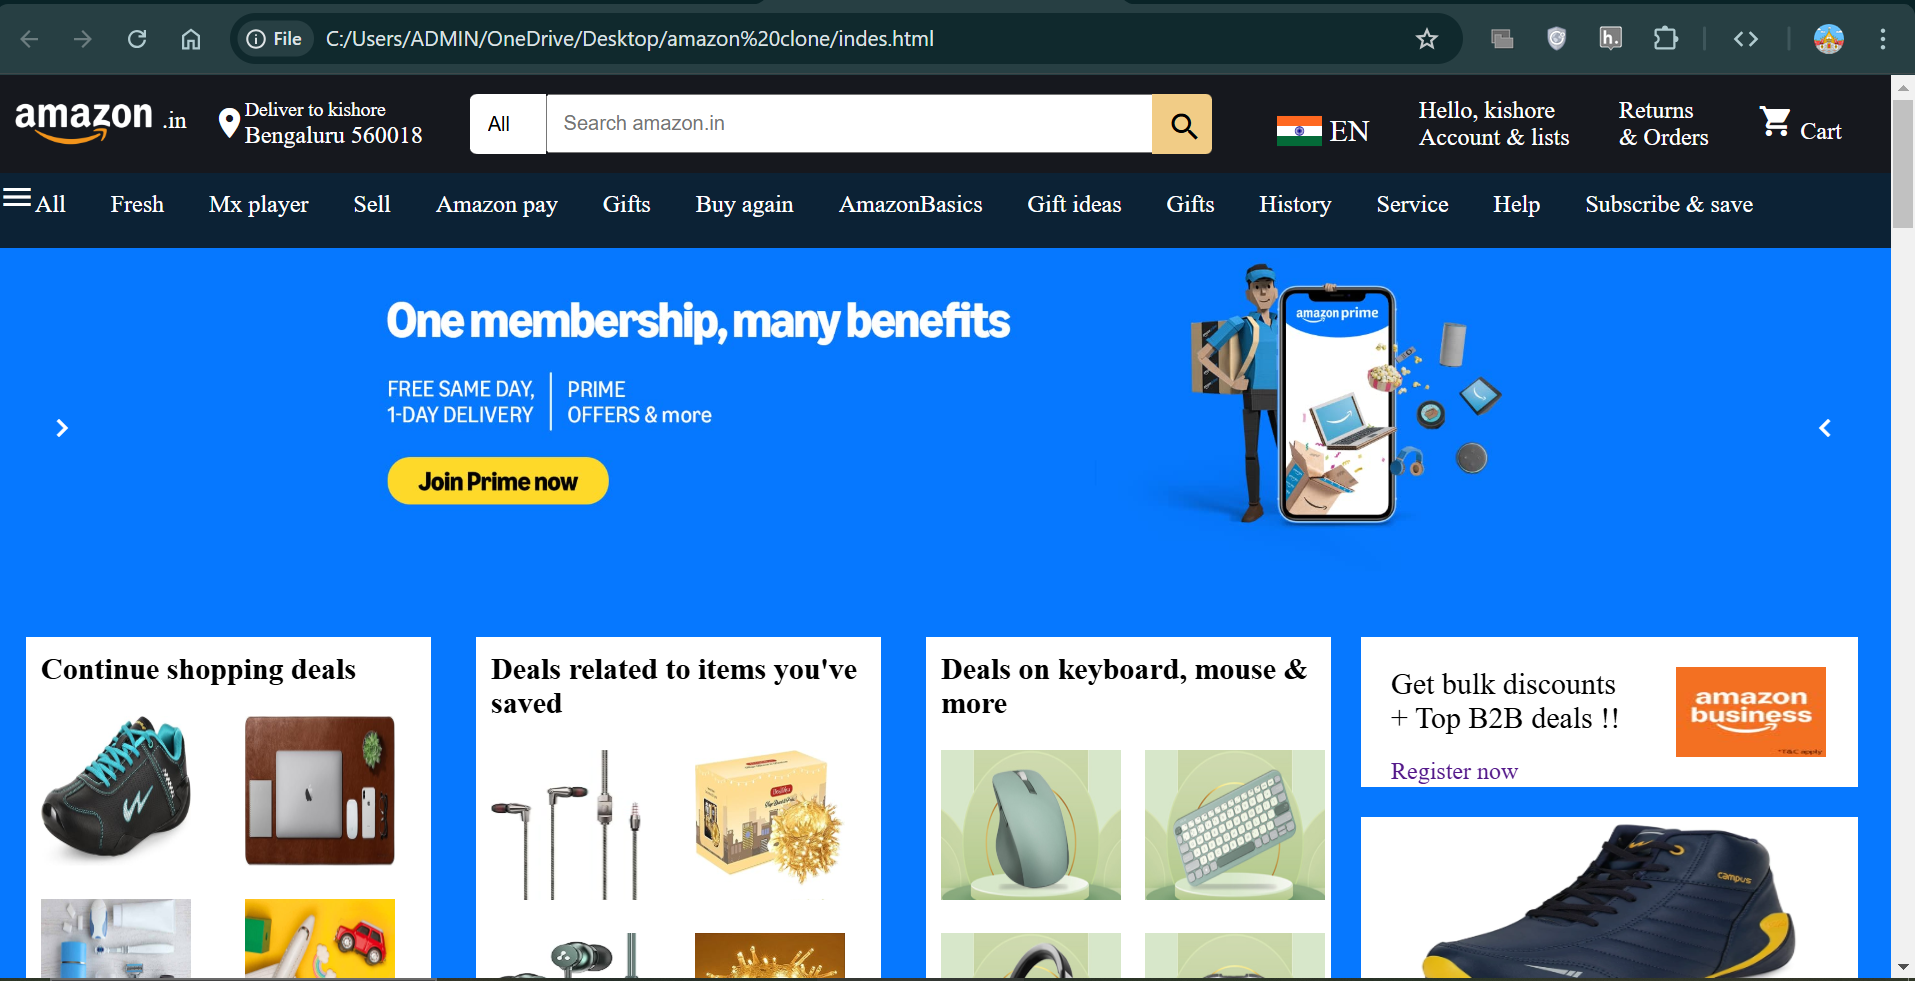 File C:/Users/ADMIN/OneDrive/Desktop/amazon%20clone/indes.html
h.
amazon .in
Deliver to kishore
Bengaluru 560018
All
Search amazon.in
EN
Hello, kishore
Account & lists
Returns
& Orders
Cart
All Fresh Mx player Sell Amazon pay Gifts Buy again AmazonBasics Gift ideas Gifts History Service Help Subscribe & save
One membership, many benefits
FREE SAME DAY,
1-DAY DELIVERY
PRIME
OFFERS & more
Join Prime now
amazon prime
Continue shopping deals
Deals related to items you've
saved
Deals on keyboard, mouse &
more
Get bulk discounts
+ Top B2B deals !!
Register now
amazon
business
*T&C apply
campus